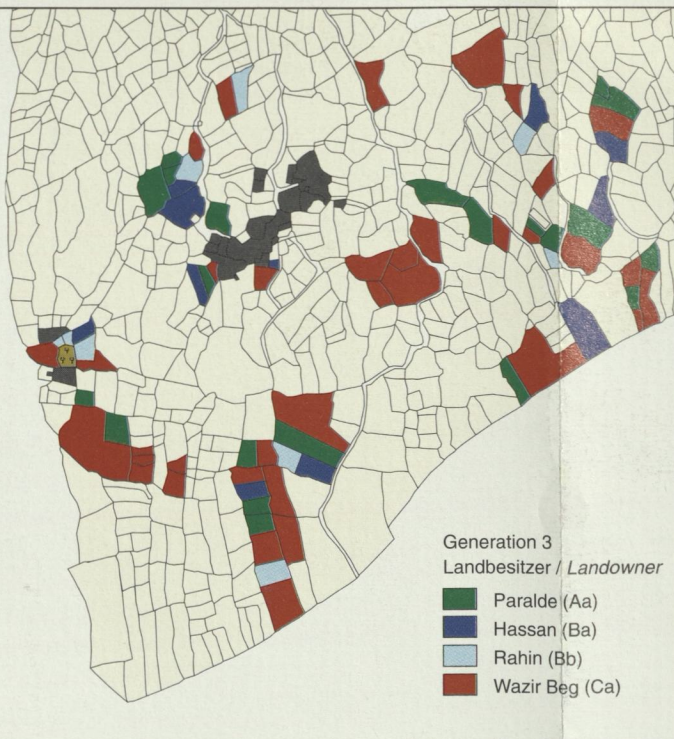 Generation 3
Landbesitzer / Landowner
Paralde (Aa)
Hassan (Ba)
Rahin (Bb)
Wazir Beg (Ca)